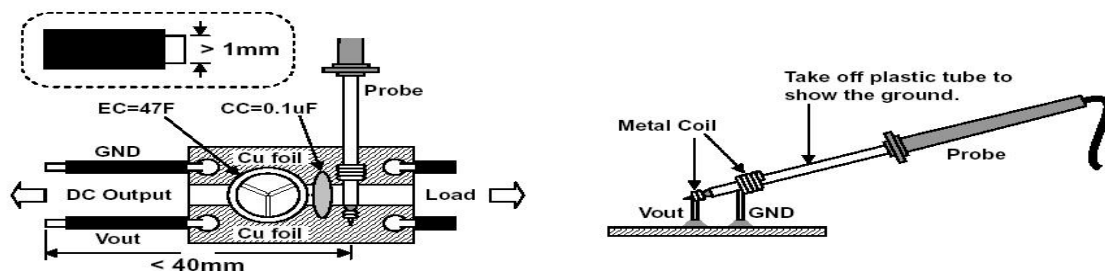 > 1mm
Probe
EC=47F
CC=0.1uF
GND
Cu foil
DC Output
Load
Vout
Cu foil
< 40mm
Take off plastic tube to
show the ground.
Metal Coil
Probe
Vout
GND